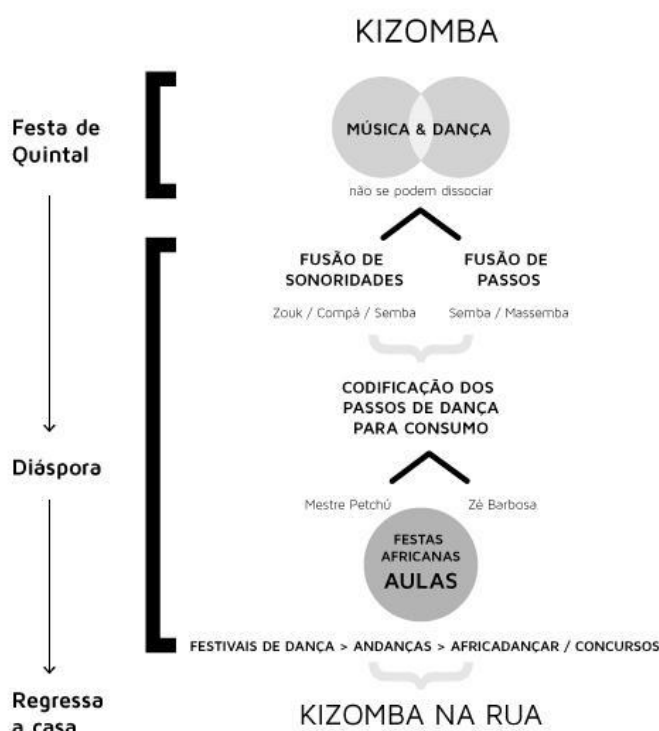 KIZOMBA
Festa de
Quintal
MÚSICA & DANÇA
não se podem dissociar
FUSÃO DE
SONORIDADES
FUSÃO DE
PASSOS
Zouk / Compá / Semba
Semba / Massemba
CODIFICAÇÃO DOS
PASSOS DE DANÇA
PARA CONSUMO
Diáspora
Mestre Petchú
Zé Barbosa
FESTAS
AFRICANAS
AULAS
FESTIVAIS DE DANÇA > ANDANÇAS > AFRICADANÇAR / CONCURSOS
Regressa
a casa
KIZOMBA NA RUA